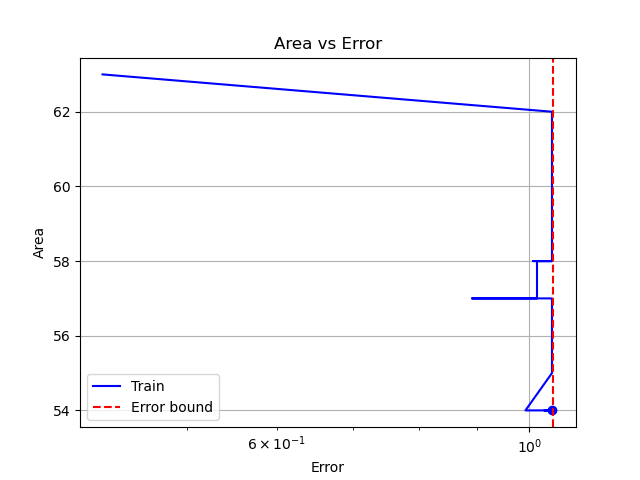 Area vs Error
Area
62
60
58
56
54
Train
Error bound
6 × 10⁻¹
10⁰
Error